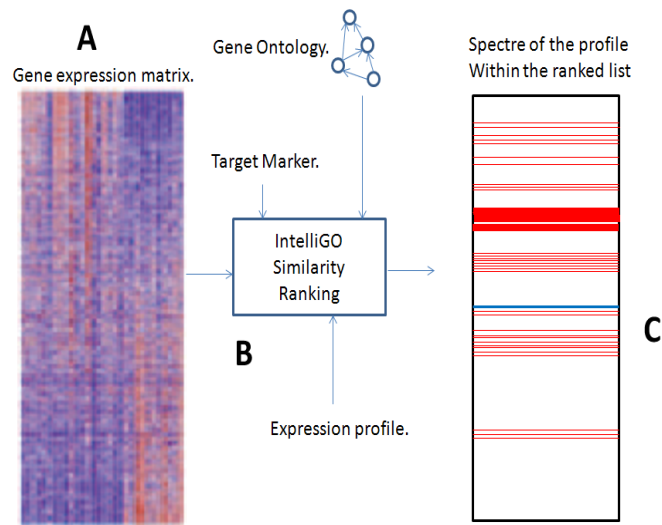 A
Gene expression matrix.
Gene Ontology.
Target Marker.
IntelliGO
Similarity
Ranking
B
Expression profile.
Spectre of the profile
Within the ranked list
C